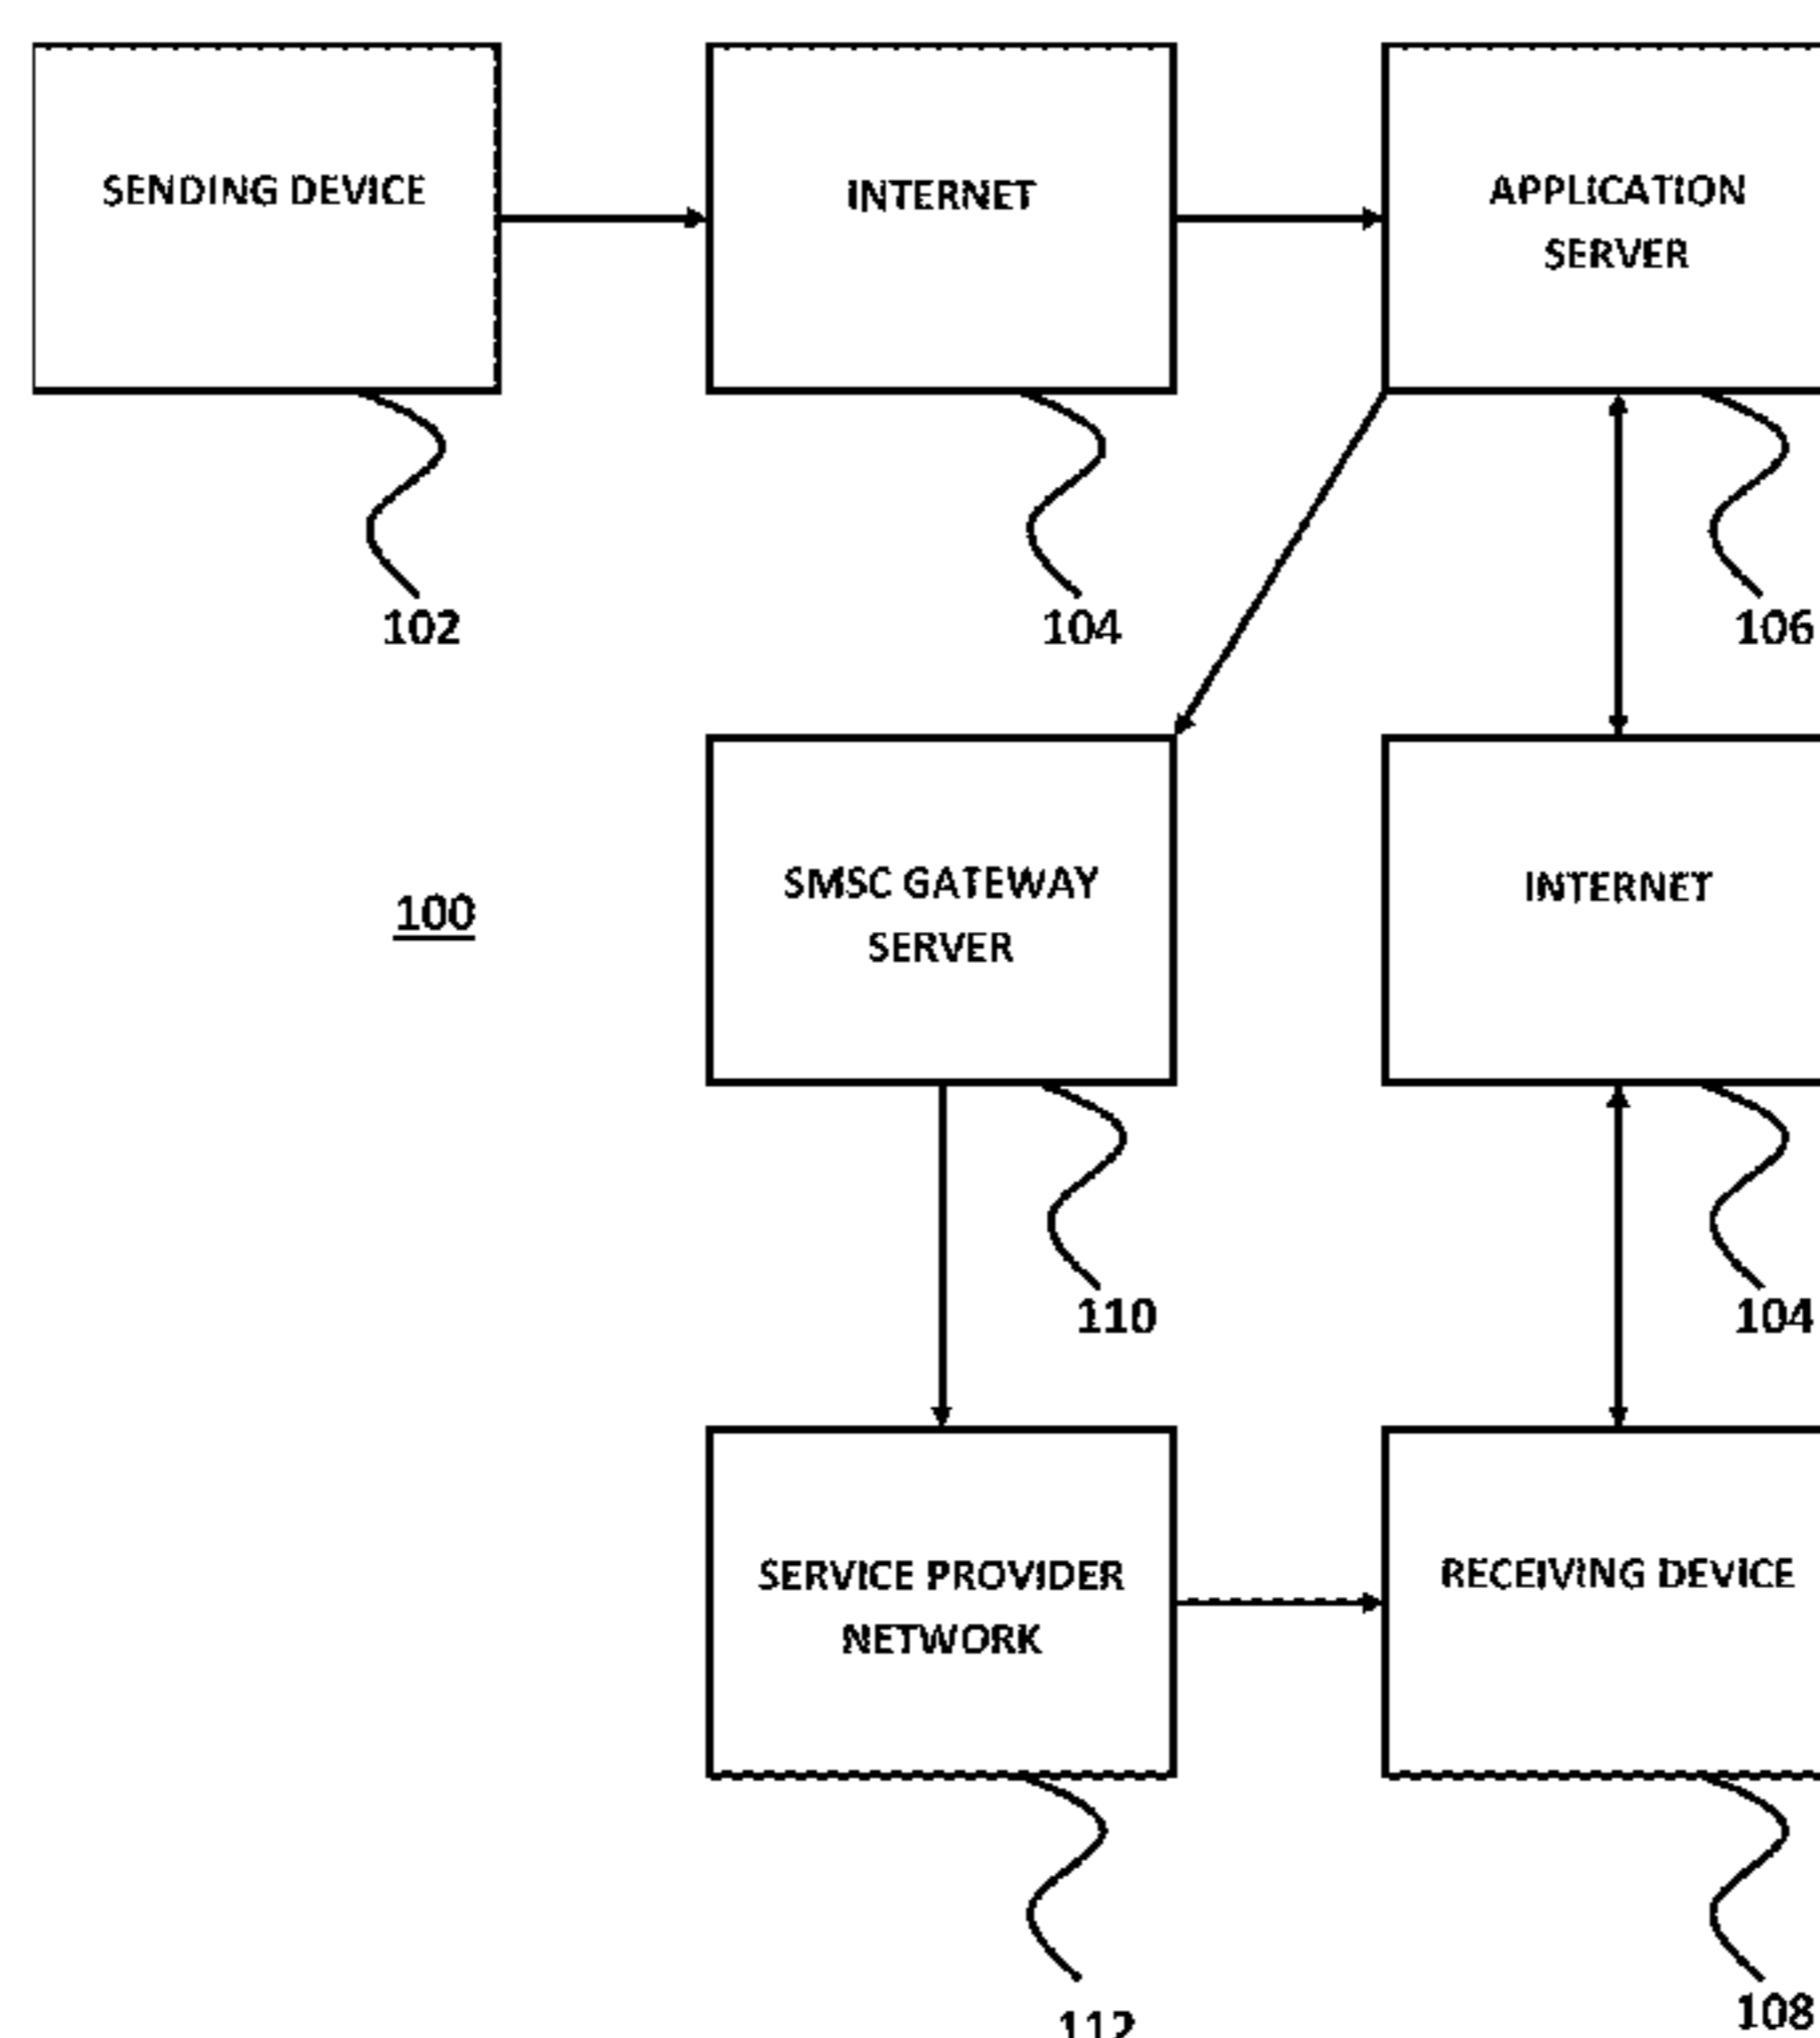 SENDING DEVICE
INTERNET
APPLICATION
SERVER
102
104
106
SMSC GATEWAY
SERVER
INTERNET
100
110
104
SERVICE PROVIDER
NETWORK
RECEIVING DEVICE
112
108